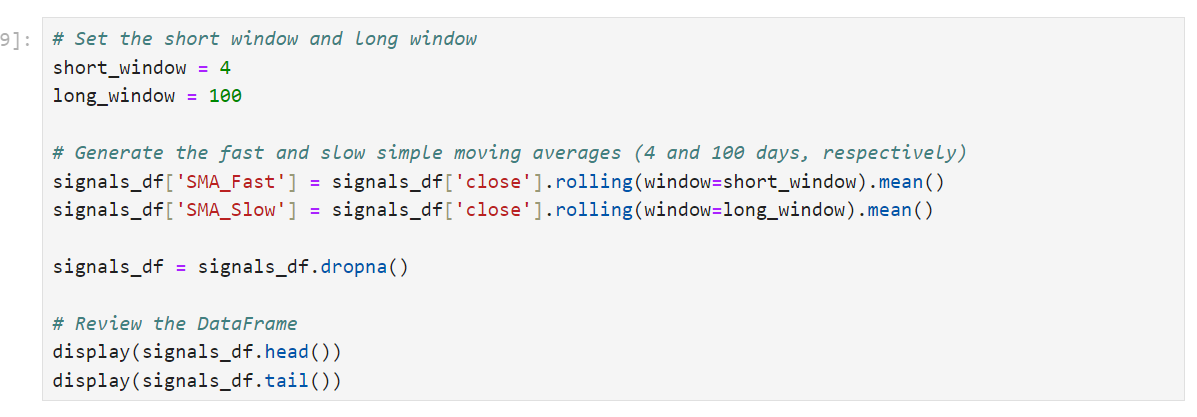 9]:
# Set the short window and long window
short_window = 4
long_window = 100
# Generate the fast and slow simple moving averages (4 and 100 days, respectively)
signals_df['SMA_Fast'] = signals_df['close'].rolling(window=short_window).mean()
signals_df['SMA_Slow'] = signals_df['close'].rolling(window=long_window).mean()
signals_df = signals_df.dropna()
# Review the DataFrame
display(signals_df.head())
display(signals_df.tail())